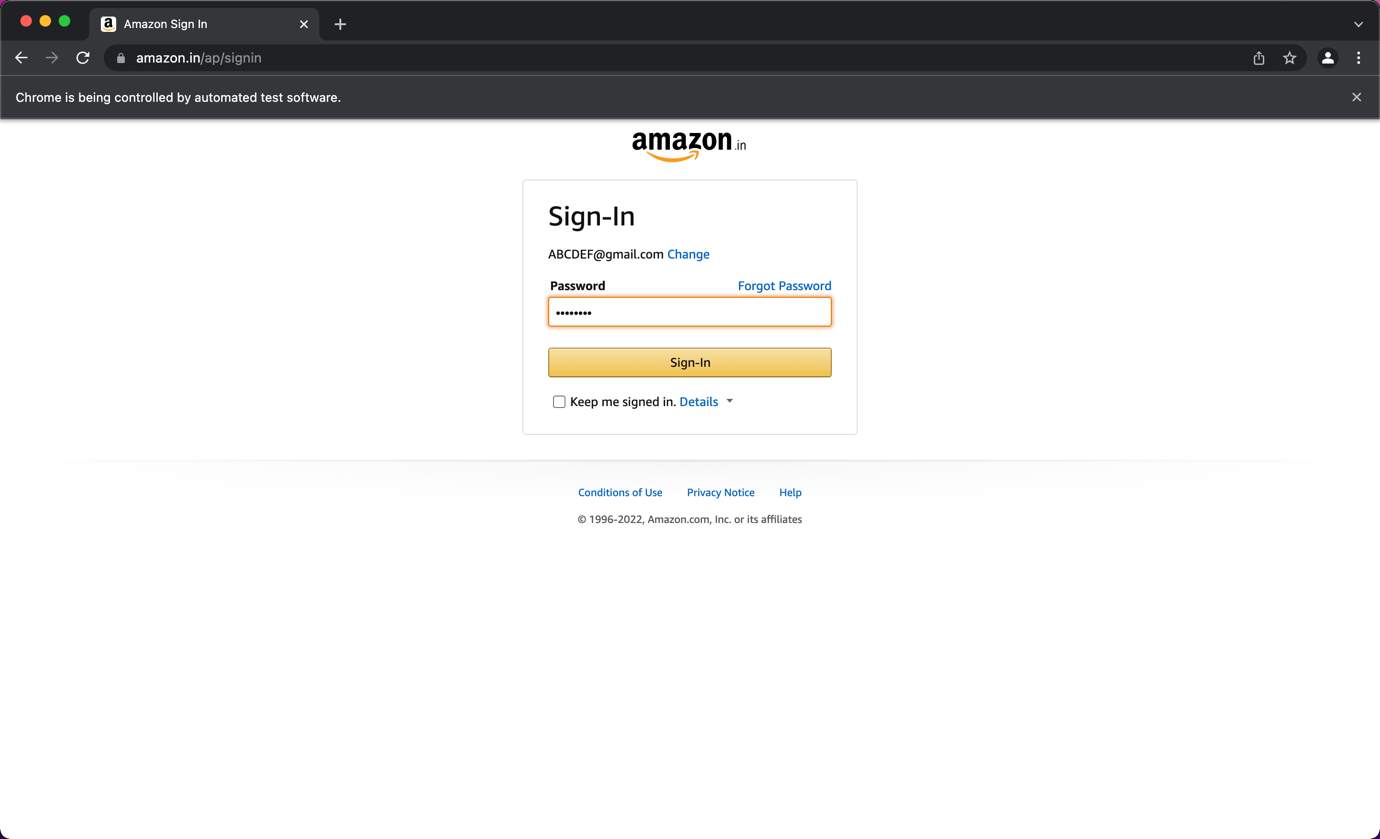 Amazon Sign In
amazon.in/ap/signin
Chrome is being controlled by automated test software.
amazon.in
Sign-In
ABCDEF@gmail.com Change
Password Forgot Password
••••••••
Sign-In
Keep me signed in. Details
Conditions of Use Privacy Notice Help
© 1996-2022, Amazon.com, Inc. or its affiliates